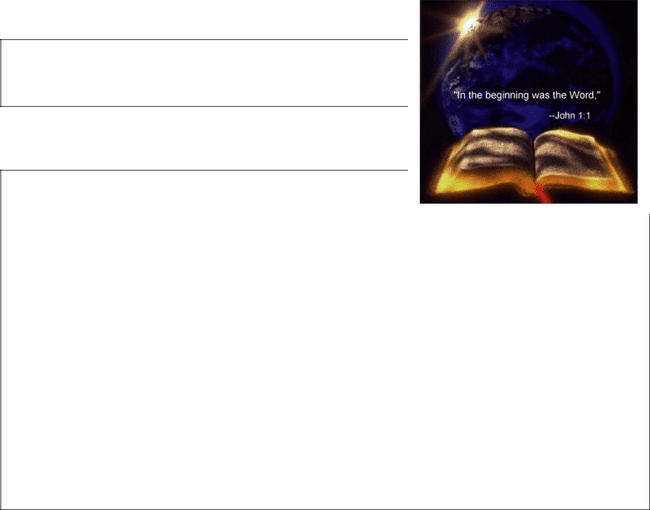 "In the beginning was the Word,"
--John 1:1